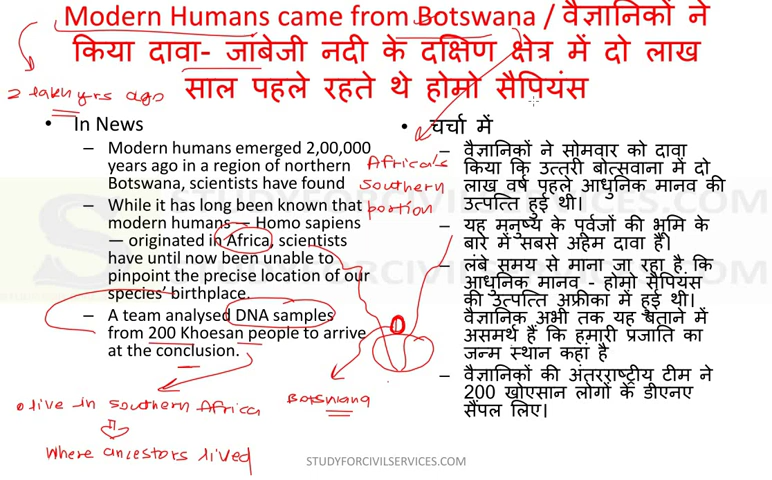 Modern Humans came from Botswana / वैज्ञानिकों ने
किया दावा- जांबेजी नदी के दक्षिण क्षेत्र में दो लाख
साल पहले रहते थे होमो सैपियंस
2 lakh yrs ago
• In News
– Modern humans emerged 2,00,000
years ago in a region of northern
Botswana, scientists have found
– While it has long been known that
modern humans — Homo sapiens
— originated in Africa, scientists
have until now been unable to
pinpoint the precise location of our
species' birthplace.
– A team analysed DNA samples
from 200 Khoesan people to arrive
at the conclusion.
Africa's
southern
portion
• चर्चा में
– वैज्ञानिकों ने सोमवार को दावा
किया कि उत्तरी बोत्सवाना में दो
लाख वर्ष पहले आधुनिक मानव की
उत्पत्ति हुई थी।
– यह मनुष्य के पूर्वजों की भूमि के
बारे में सबसे अहम दावा है।
– लंबे समय से माना जा रहा है कि
आधुनिक मानव - होमो सैपियंस
की उत्पत्ति अफ्रीका में हुई थी।
वैज्ञानिक अभी तक यह बताने में
असमर्थ हैं कि हमारी प्रजाति का
जन्म स्थान कहां है
– वैज्ञानिकों की अंतरराष्ट्रीय टीम ने
200 खोएसान लोगों के डीएनए
सैंपल लिए।
live in southern Africa
Where ancestors lived
STUDYFORCIVILSERVICES.COM